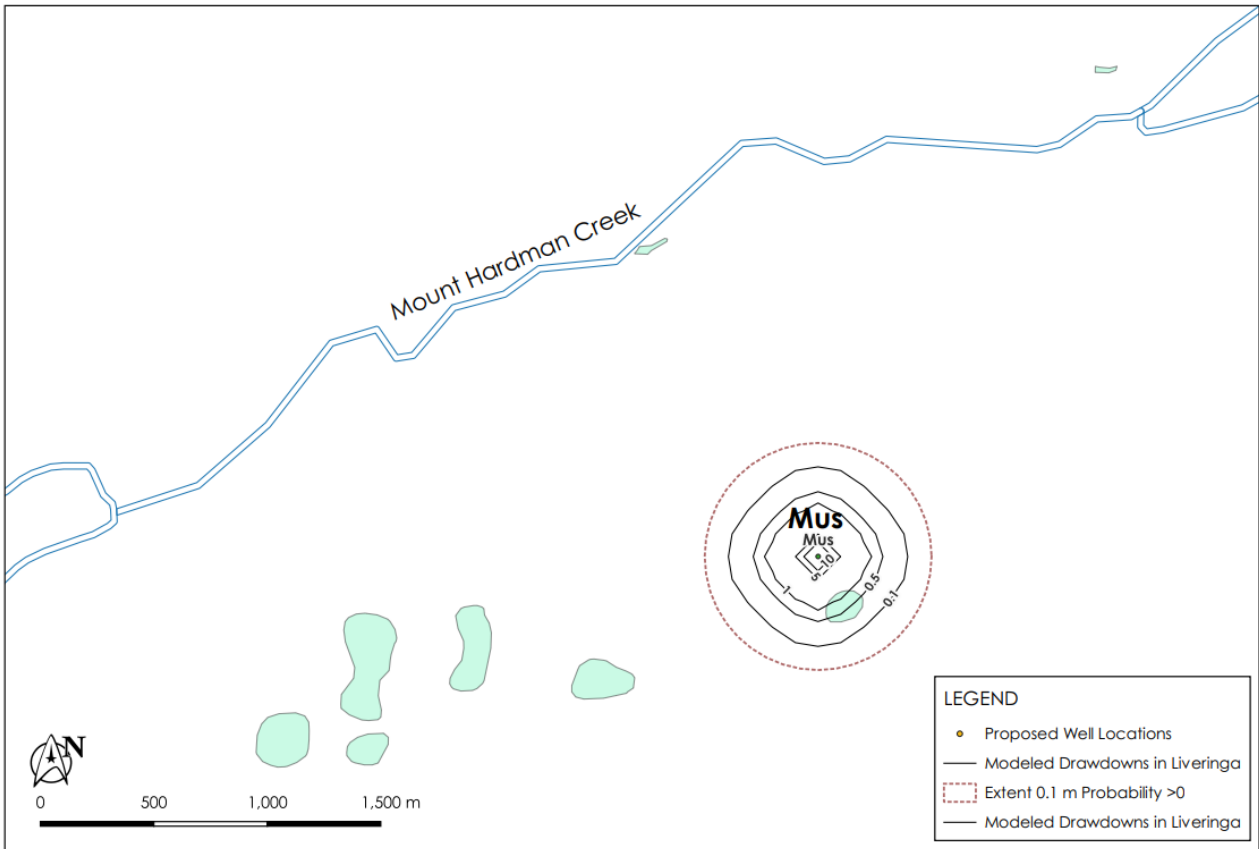 Mount Hardman Creek
Mus
Mus
10
5
1
0.5
0.1
N
0 500 1,000 1,500 m
LEGEND
Proposed Well Locations
Modeled Drawdowns in Liveringa
Extent 0.1 m Probability >0
Modeled Drawdowns in Liveringa